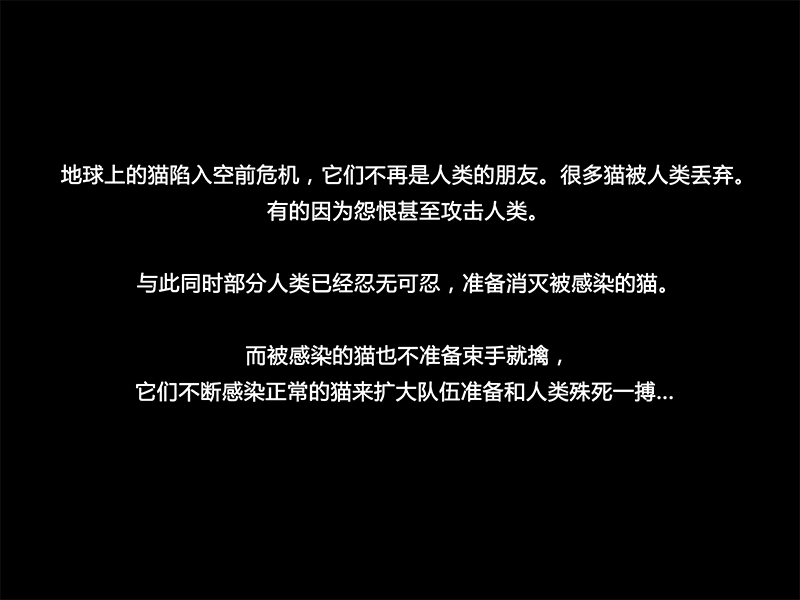 地球上的猫陷入空前危机，它们不再是人类的朋友。很多猫被人类丢弃。
有的因为怨恨甚至攻击人类。
与此同时部分人类已经忍无可忍，准备消灭被感染的猫。
而被感染的猫也不准备束手就擒，
它们不断感染正常的猫来扩大队伍准备和人类殊死一搏...